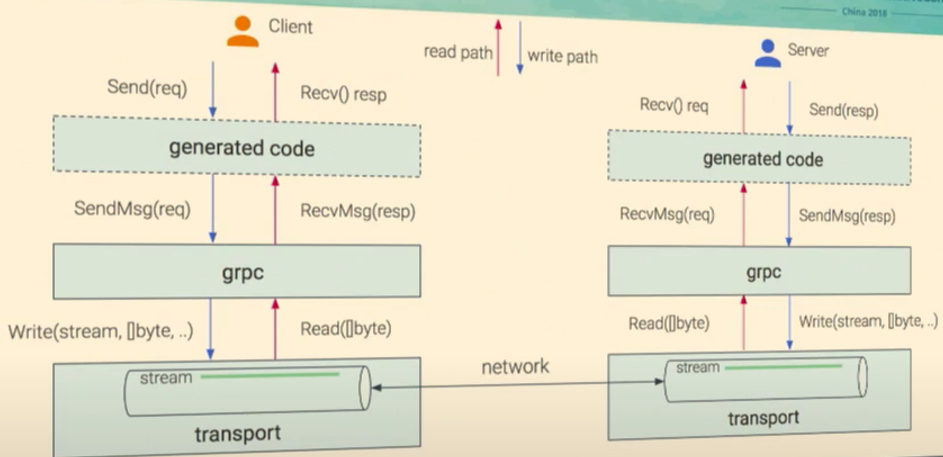 China 2018
Client
read path
write path
Server
Send(req)
Recv() resp
Recv() req
Send(resp)
generated code
generated code
SendMsg(req)
RecvMsg(resp)
RecvMsg(req)
SendMsg(resp)
grpc
grpc
Write(stream, []byte, ..)
Read([]byte)
Read([]byte)
Write(stream, []byte, ..)
stream
network
stream
transport
transport